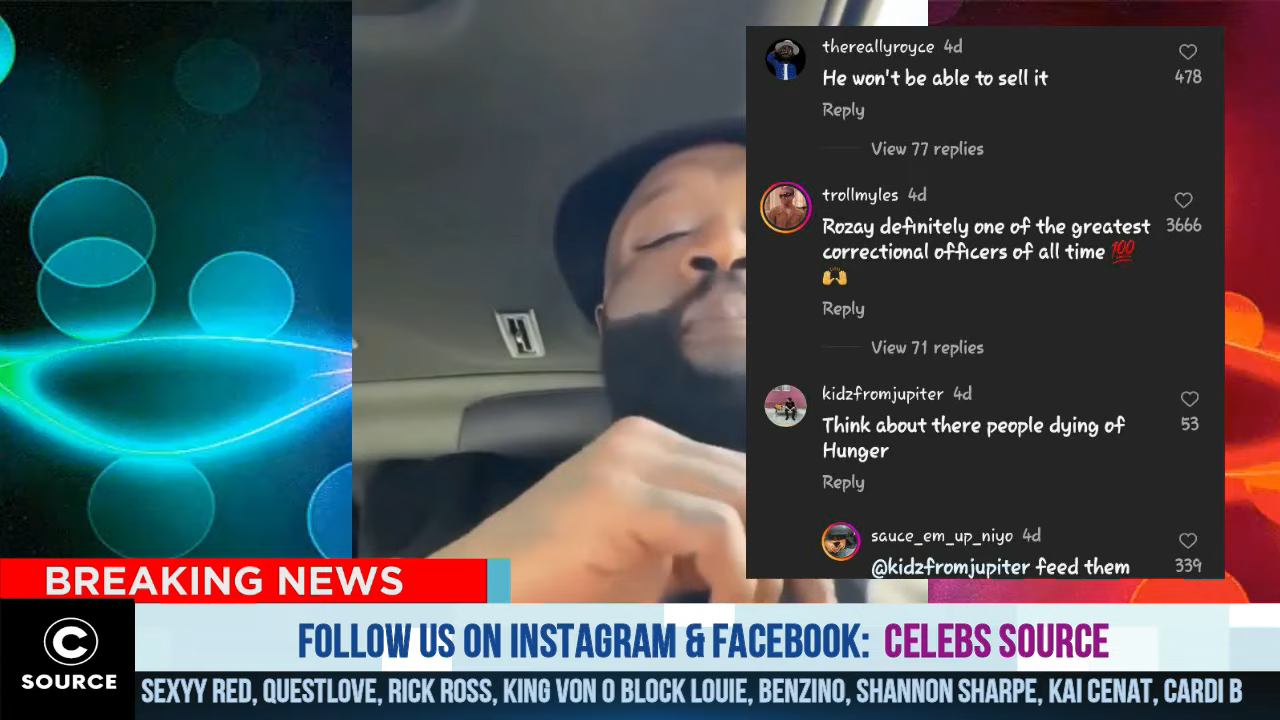 thereallyroyce 4d
He won't be able to sell it
478
Reply
View 77 replies
trollmyles 4d
Rozay definitely one of the greatest
correctional officers of all time 💯
🙌
3666
Reply
View 71 replies
kidzfromjupiter 4d
Think about there people dying of
Hunger
53
Reply
sauce_em_up_niyo 4d
@kidzfromjupiter feed them
339
BREAKING NEWS
C
SOURCE
FOLLOW US ON INSTAGRAM & FACEBOOK: CELEBS SOURCE
SEXYY RED, QUESTLOVE, RICK ROSS, KING VON O BLOCK LOUIE, BENZINO, SHANNON SHARPE, KAI CENAT, CARDI B